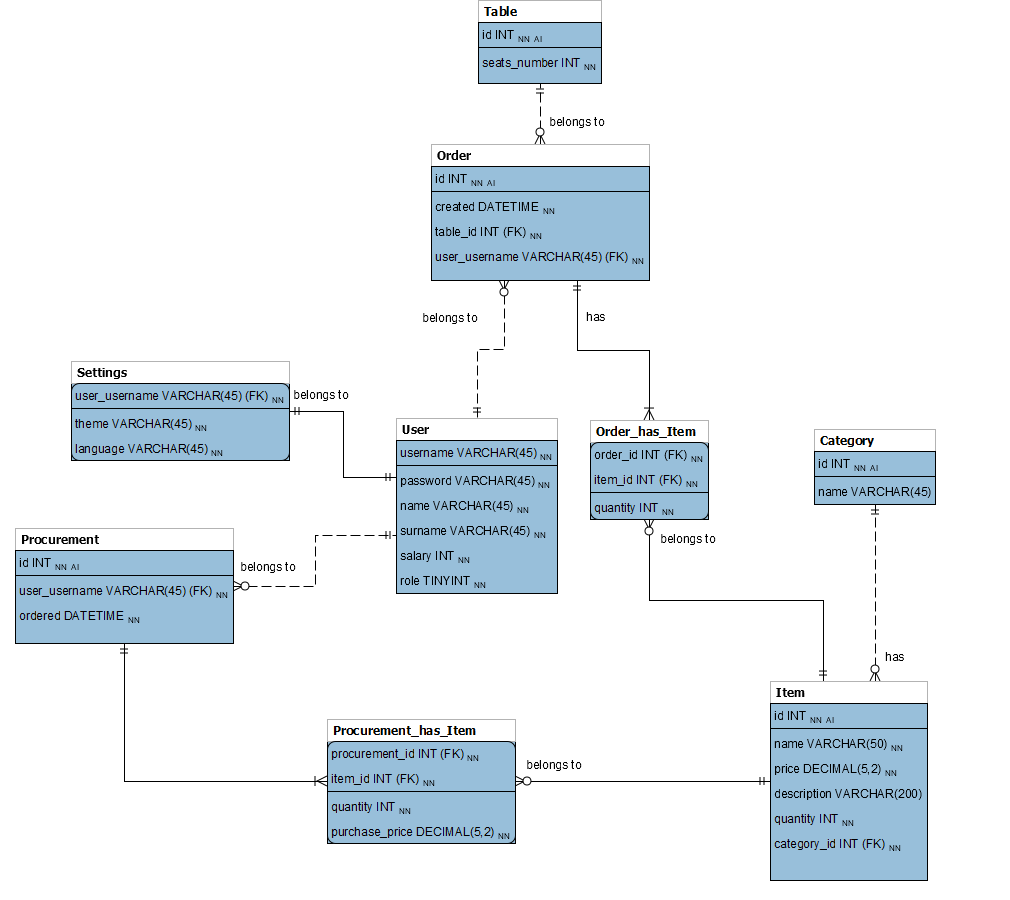 Table
id INT NN AI
seats_number INT NN
belongs to
Order
id INT NN AI
created DATETIME NN
table_id INT (FK) NN
user_username VARCHAR(45) (FK) NN
belongs to
has
Settings
user_username VARCHAR(45) (FK) NN
theme VARCHAR(45) NN
language VARCHAR(45) NN
belongs to
User
username VARCHAR(45) NN
password VARCHAR(45) NN
name VARCHAR(45) NN
surname VARCHAR(45) NN
salary INT NN
role TINYINT NN
Order_has_Item
order_id INT (FK) NN
item_id INT (FK) NN
quantity INT NN
belongs to
Category
id INT NN AI
name VARCHAR(45)
has
Procurement
id INT NN AI
user_username VARCHAR(45) (FK) NN
ordered DATETIME NN
belongs to
Procurement_has_Item
procurement_id INT (FK) NN
item_id INT (FK) NN
quantity INT NN
purchase_price DECIMAL(5,2) NN
belongs to
Item
id INT NN AI
name VARCHAR(50) NN
price DECIMAL(5,2) NN
description VARCHAR(200)
quantity INT NN
category_id INT (FK) NN